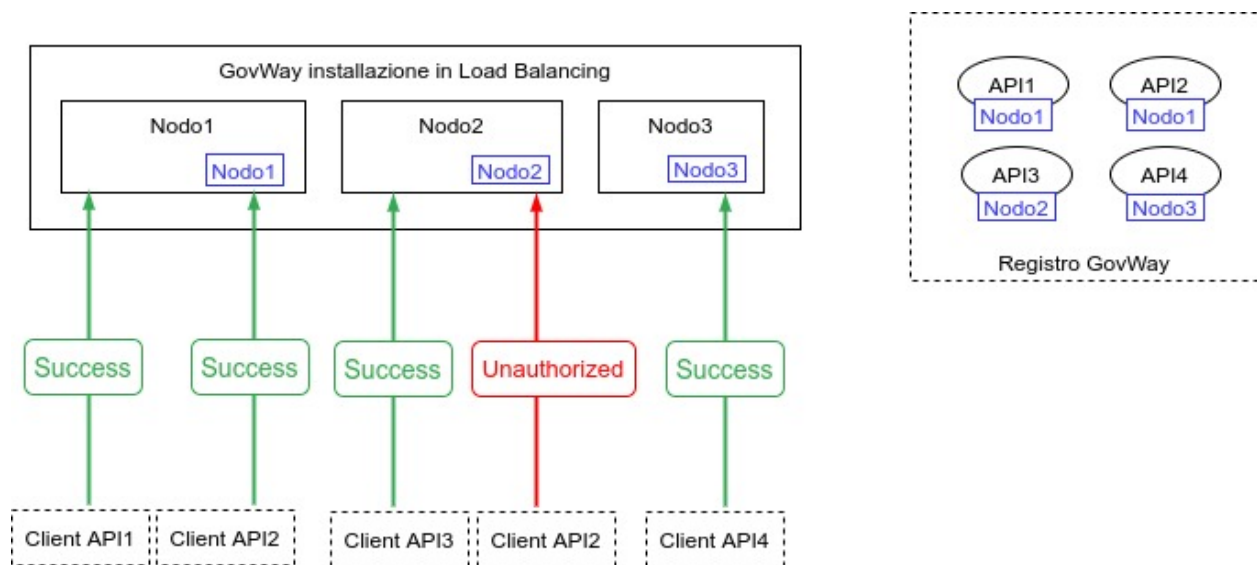 GovWay installazione in Load Balancing
Nodo1
Nodo1
Nodo2
Nodo2
Nodo3
Nodo3
Success
Success
Success
Unauthorized
Success
Client API1
Client API2
Client API3
Client API2
Client API4
API1
Nodo1
API2
Nodo1
API3
Nodo2
API4
Nodo3
Registro GovWay